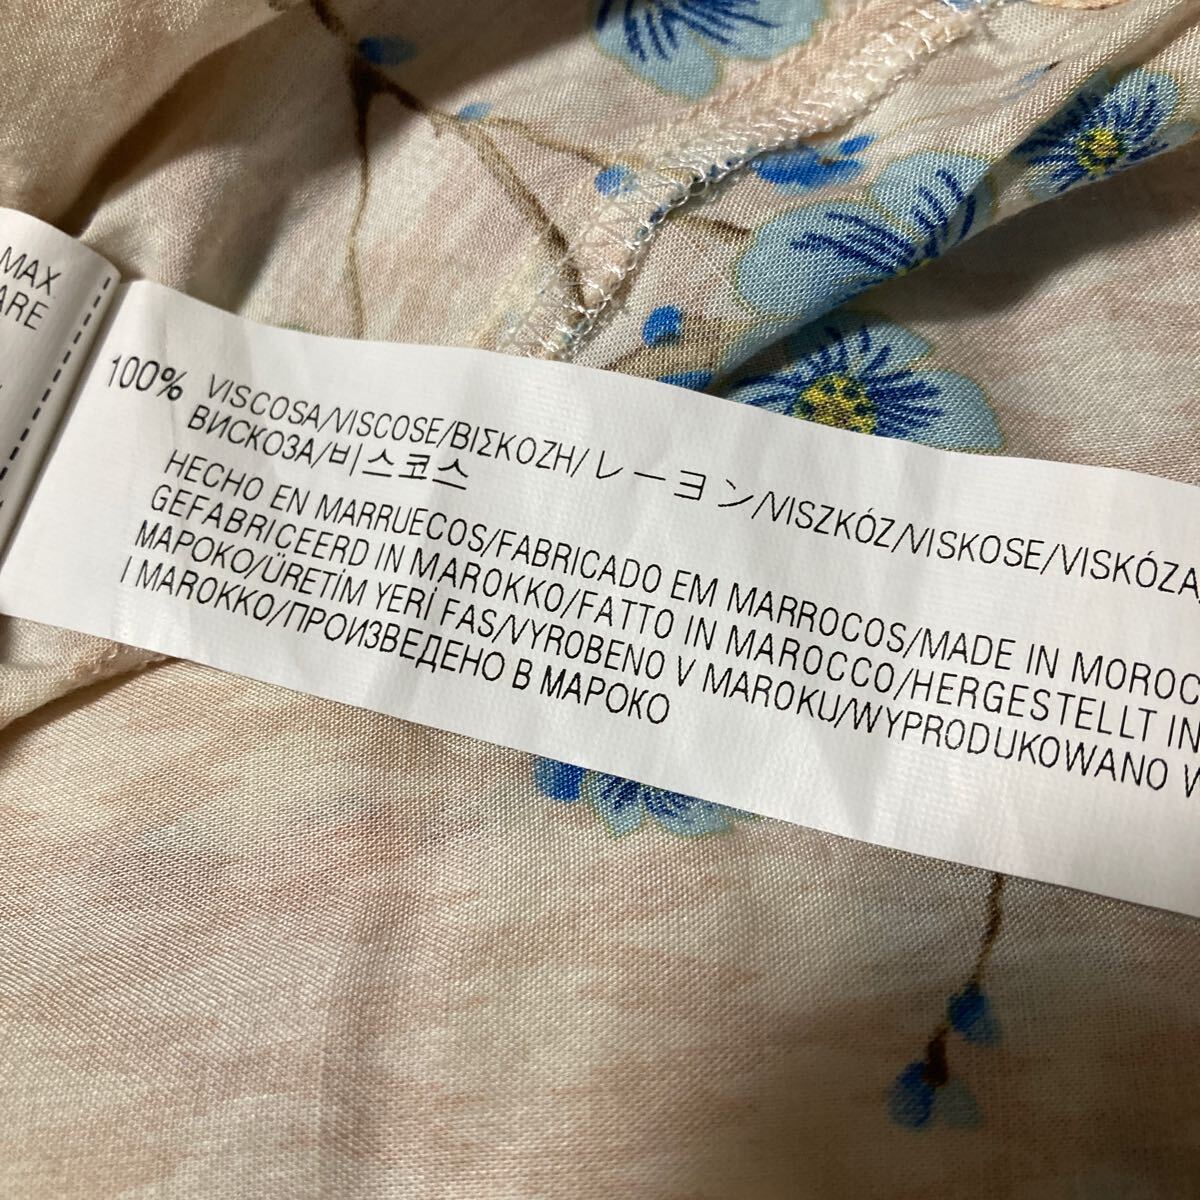 MAX
ARE
100% VISCOSA/VISCOSE/ΒΙΣΚΟΖΗ/レーヨン/VISZKÓZ/VISKOSE/VISKÓZA/
ВИСКОЗА/비스코스
HECHO EN MARRUECOS/FABRICADO EM MARROCOS/MADE IN MOROC
GEFABRICEERD IN MAROKKO/FATTO IN MAROCCO/HERGESTELLT IN
ΜΑΡΟΚΟ/ÜRETİM YERİ FAS/VYROBENO V MAROKU/WYPRODUKOWANO W
I MAROKKO/ПРОИЗВЕДЕНО В МАРОКО